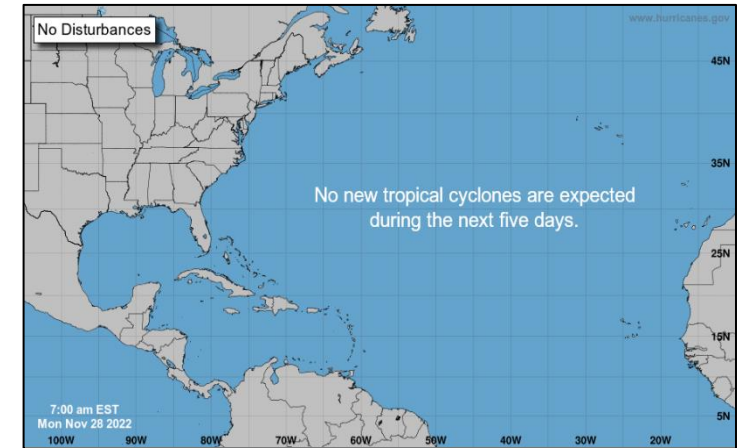 No Disturbances
www.hurricanes.gov
45N
35N
No new tropical cyclones are expected
during the next five days.
25N
15N
7:00 am EST
Mon Nov 28 2022
5N
100W 90W 80W 70W 60W 50W 40W 30W 20W